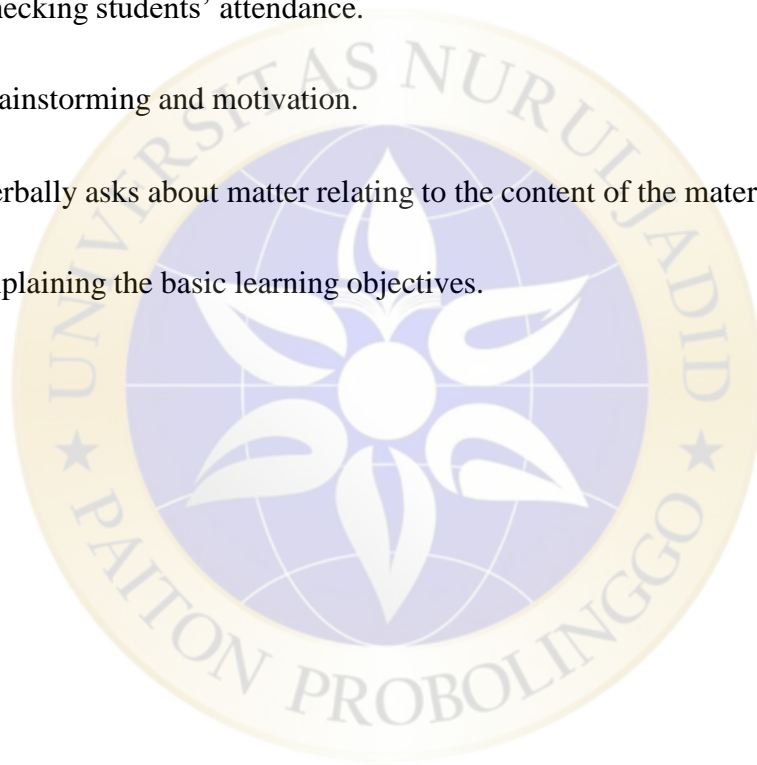 hecking students' attendance.
ainstorming and motivation.
erbally asks about matter relating to the content of the mater
plaining the basic learning objectives.
UNIVERSITAS NURUL JADID
PAITON PROBOLINGGO